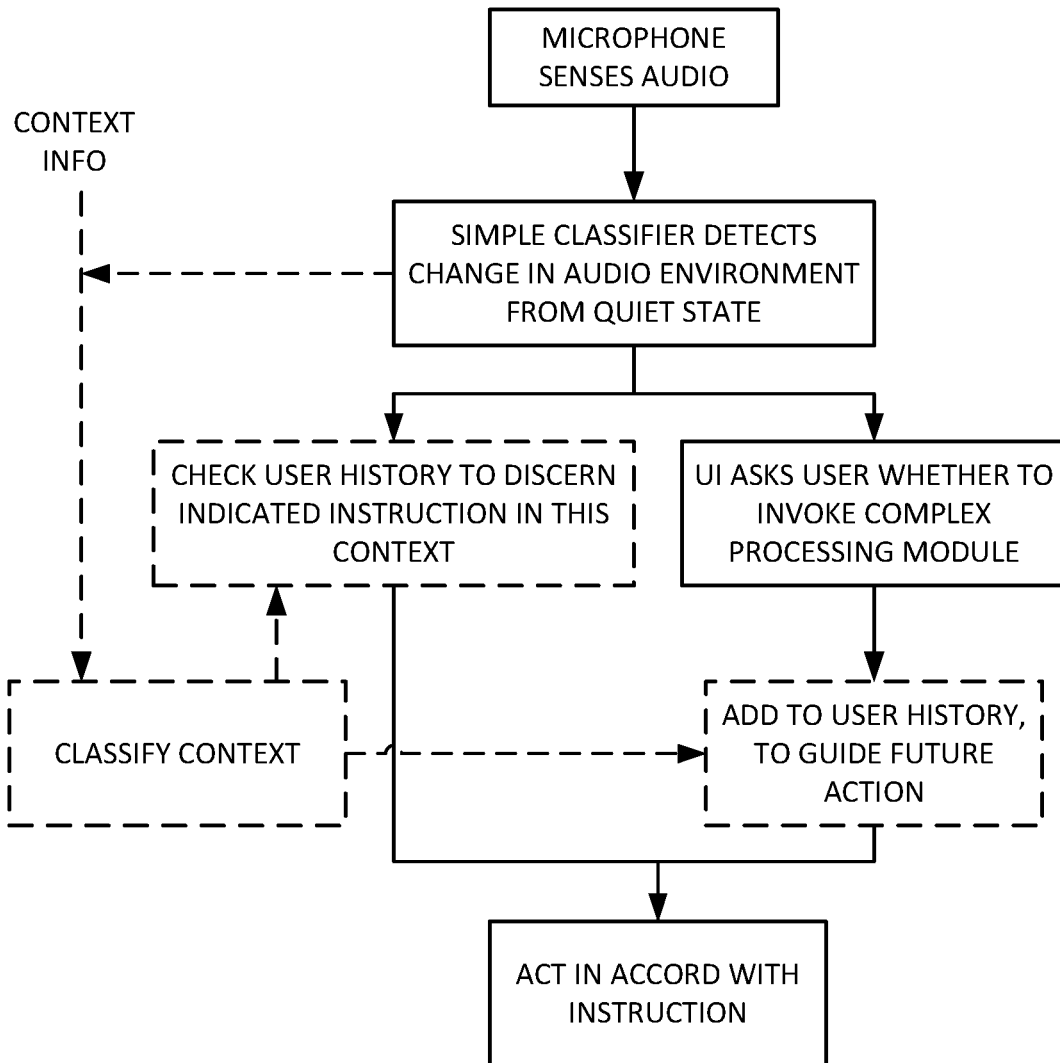 MICROPHONE
SENSES AUDIO
CONTEXT
INFO
SIMPLE CLASSIFIER DETECTS
CHANGE IN AUDIO ENVIRONMENT
FROM QUIET STATE
CHECK USER HISTORY TO DISCERN
INDICATED INSTRUCTION IN THIS
CONTEXT
UI ASKS USER WHETHER TO
INVOKE COMPLEX
PROCESSING MODULE
CLASSIFY CONTEXT
ADD TO USER HISTORY,
TO GUIDE FUTURE
ACTION
ACT IN ACCORD WITH
INSTRUCTION